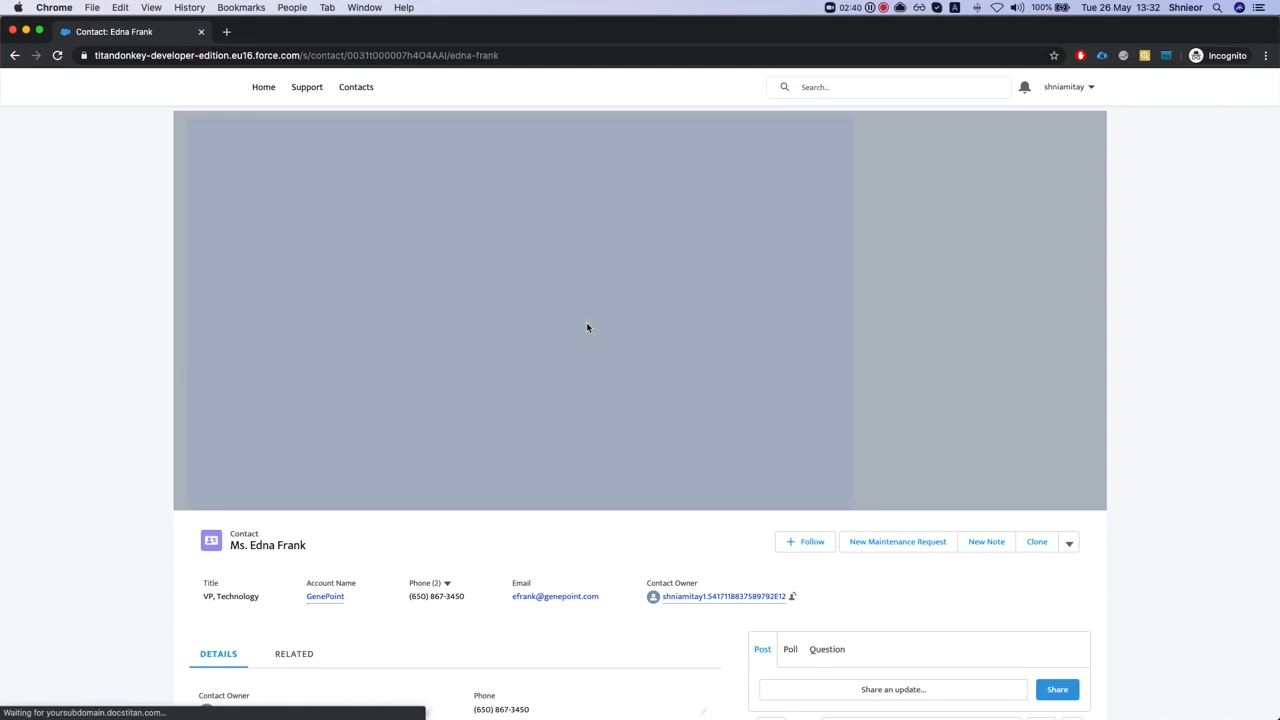 Chrome File Edit View History Bookmarks People Tab Window Help 02:40 A 100% Tue 26 May 13:32 Shnieor
Contact: Edna Frank
titandonkey-developer-edition.eu16.force.com/s/contact/0031t000007h4O4AAI/edna-frank Incognito
Home Support Contacts Search... shniamitay
Contact
Ms. Edna Frank
Follow New Maintenance Request New Note Clone
Title Account Name Phone (2) Email Contact Owner
VP, Technology GenePoint (650) 867-3450 efrank@genepoint.com shniamitay1.5417118837589792E12
Post Poll Question
DETAILS RELATED
Share an update... Share
Contact Owner Phone
(650) 867-3450
Waiting for yoursubdomain.docstitan.com...